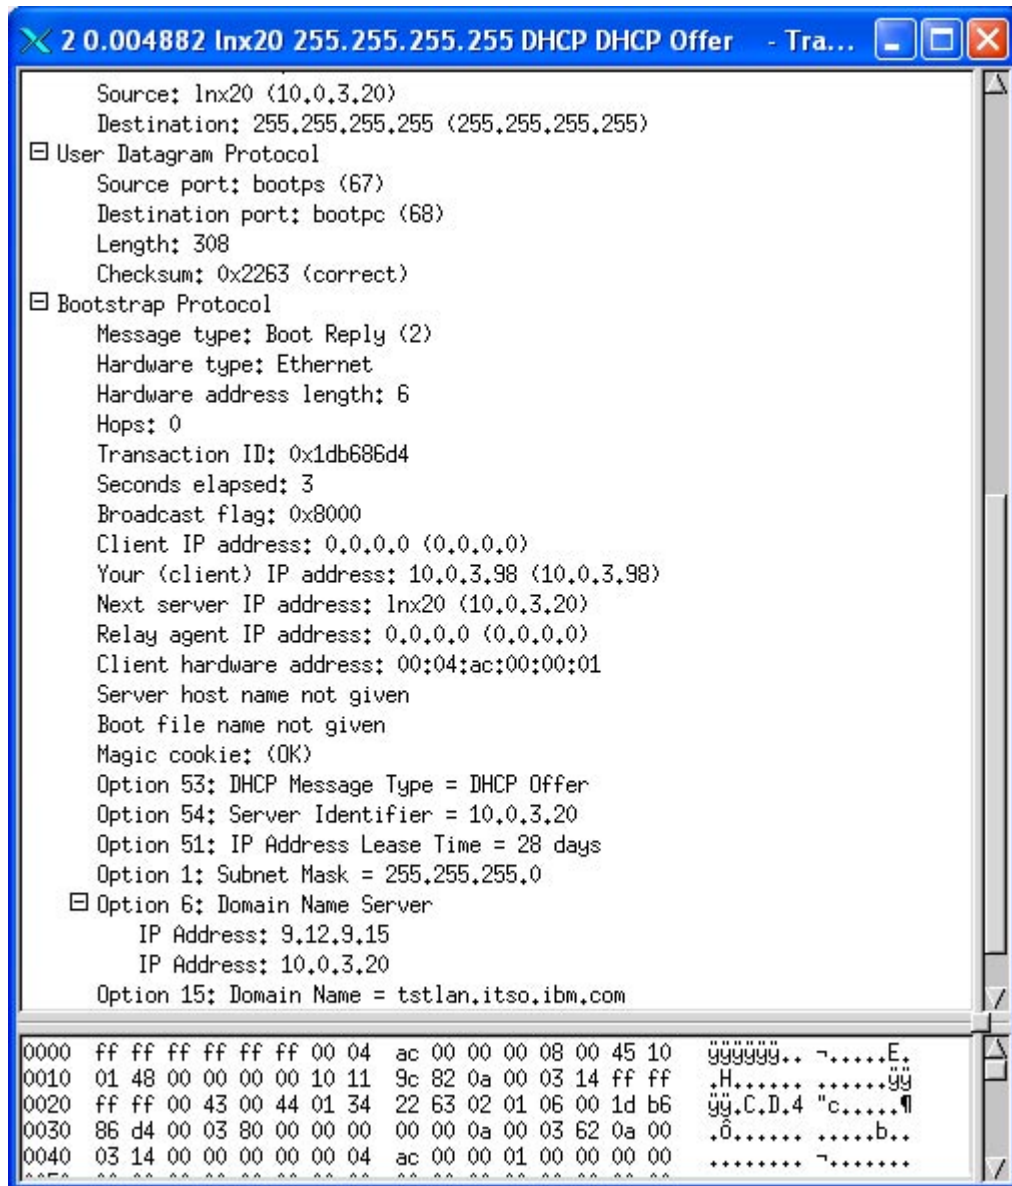 2 0.004882 lnx20 255.255.255.255 DHCP DHCP Offer - Tra...
Source: lnx20 (10.0.3.20)
Destination: 255.255.255.255 (255.255.255.255)
User Datagram Protocol
Source port: bootps (67)
Destination port: bootpc (68)
Length: 308
Checksum: 0x2263 (correct)
Bootstrap Protocol
Message type: Boot Reply (2)
Hardware type: Ethernet
Hardware address length: 6
Hops: 0
Transaction ID: 0x1db686d4
Seconds elapsed: 3
Broadcast flag: 0x8000
Client IP address: 0.0.0.0 (0.0.0.0)
Your (client) IP address: 10.0.3.98 (10.0.3.98)
Next server IP address: lnx20 (10.0.3.20)
Relay agent IP address: 0.0.0.0 (0.0.0.0)
Client hardware address: 00:04:ac:00:00:01
Server host name not given
Boot file name not given
Magic cookie: (OK)
Option 53: DHCP Message Type = DHCP Offer
Option 54: Server Identifier = 10.0.3.20
Option 51: IP Address Lease Time = 28 days
Option 1: Subnet Mask = 255.255.255.0
Option 6: Domain Name Server
IP Address: 9.12.9.15
IP Address: 10.0.3.20
Option 15: Domain Name = tstlan.itso.ibm.com
0000 ff ff ff ff ff ff 00 04 ac 00 00 00 08 00 45 10 ÿÿÿÿÿÿ.. ¬.....E.
0010 01 48 00 00 00 00 10 11 9c 82 0a 00 03 14 ff ff .H...... ......ÿÿ
0020 ff ff 00 43 00 44 01 34 22 63 02 01 06 00 1d b6 ÿÿ.C.D.4 "c.....¶
0030 86 d4 00 03 80 00 00 00 00 00 0a 00 03 62 0a 00 .Ô...... .....b..
0040 03 14 00 00 00 00 00 04 ac 00 00 01 00 00 00 00 ........ ¬.......